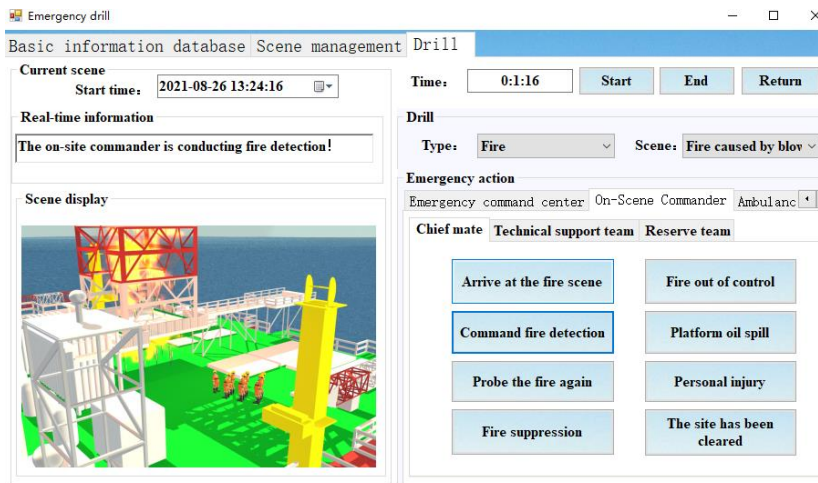 Emergency drill
Basic information database Scene management Drill
Current scene
Start time: 2021-08-26 13:24:16
Time: 0:1:16 Start End Return
Real-time information
The on-site commander is conducting fire detection!
Drill
Type: Fire Scene: Fire caused by
Emergency action
Emergency command center On-Scene Commander
Scene display
Chief mate Technical support team Reserve team
Arrive at the fire scene Fire out of control
Command fire detection Platform oil spill
Probe the fire again Personal injury
Fire suppression The site has been
cleared